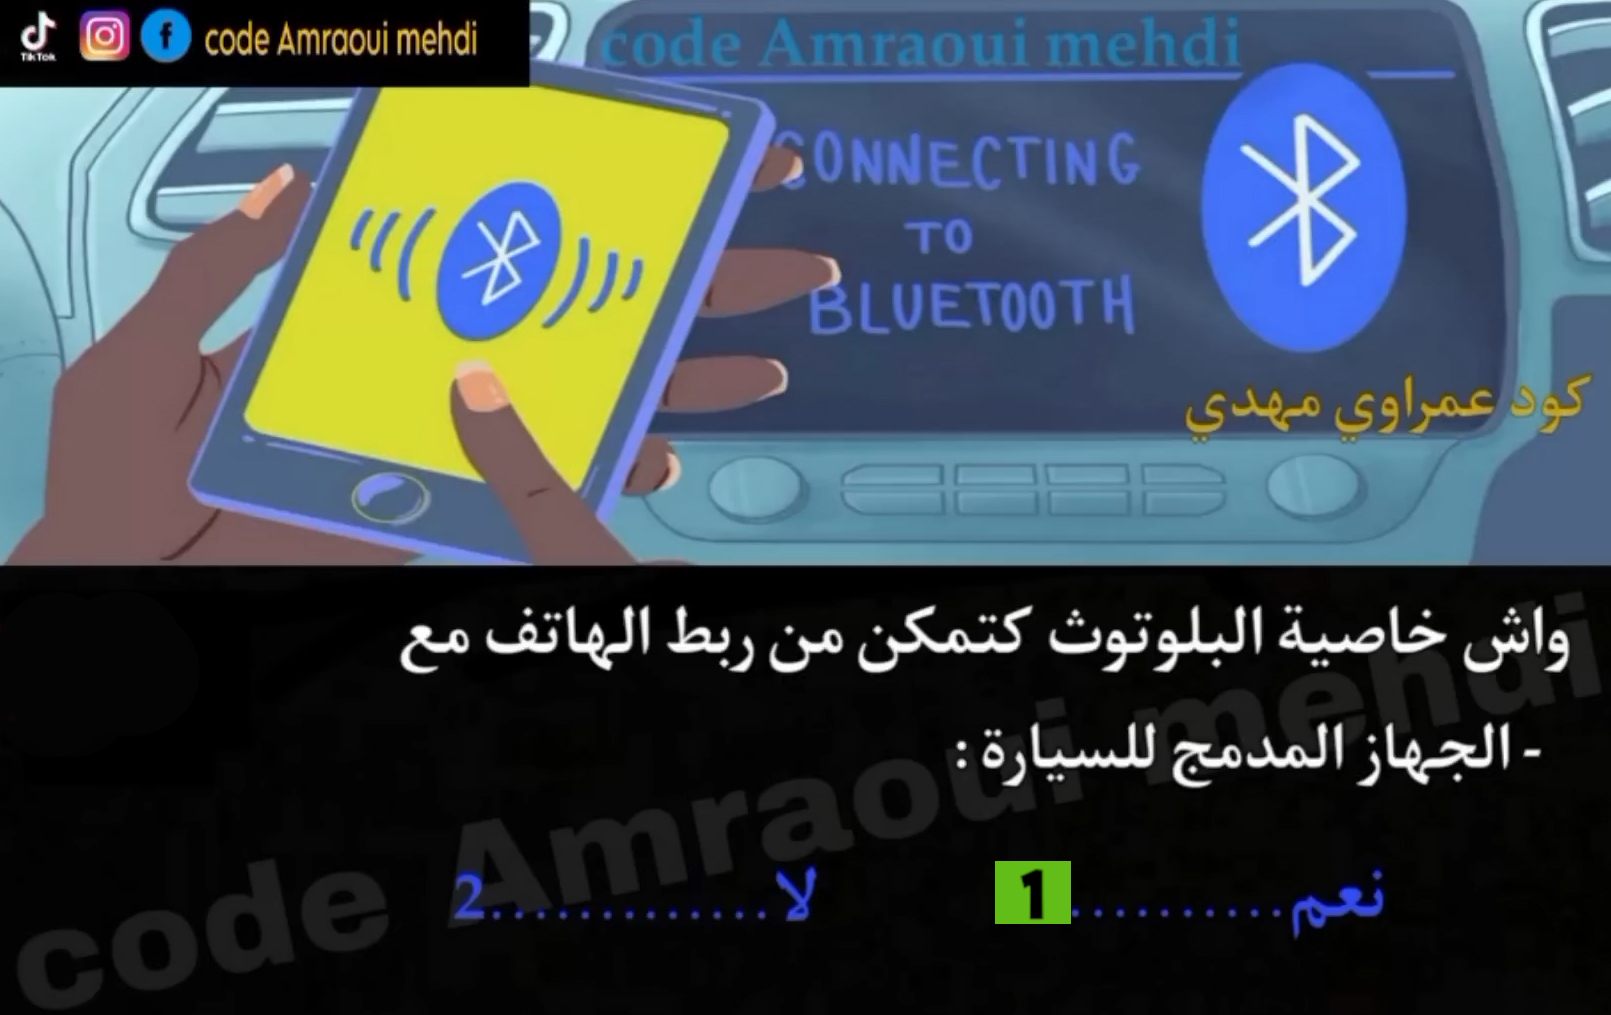 TikTok
code Amraoui mehdi
code Amraoui mehdi
CONNECTING
TO
BLUETOOTH
كود عمراوي مهدي
واش خاصية البلوتوث كتمكن من ربط الهاتف مع
- الجهاز المدمج للسيارة :
نعم..........1
لا.............2
code Amraoui mehdi